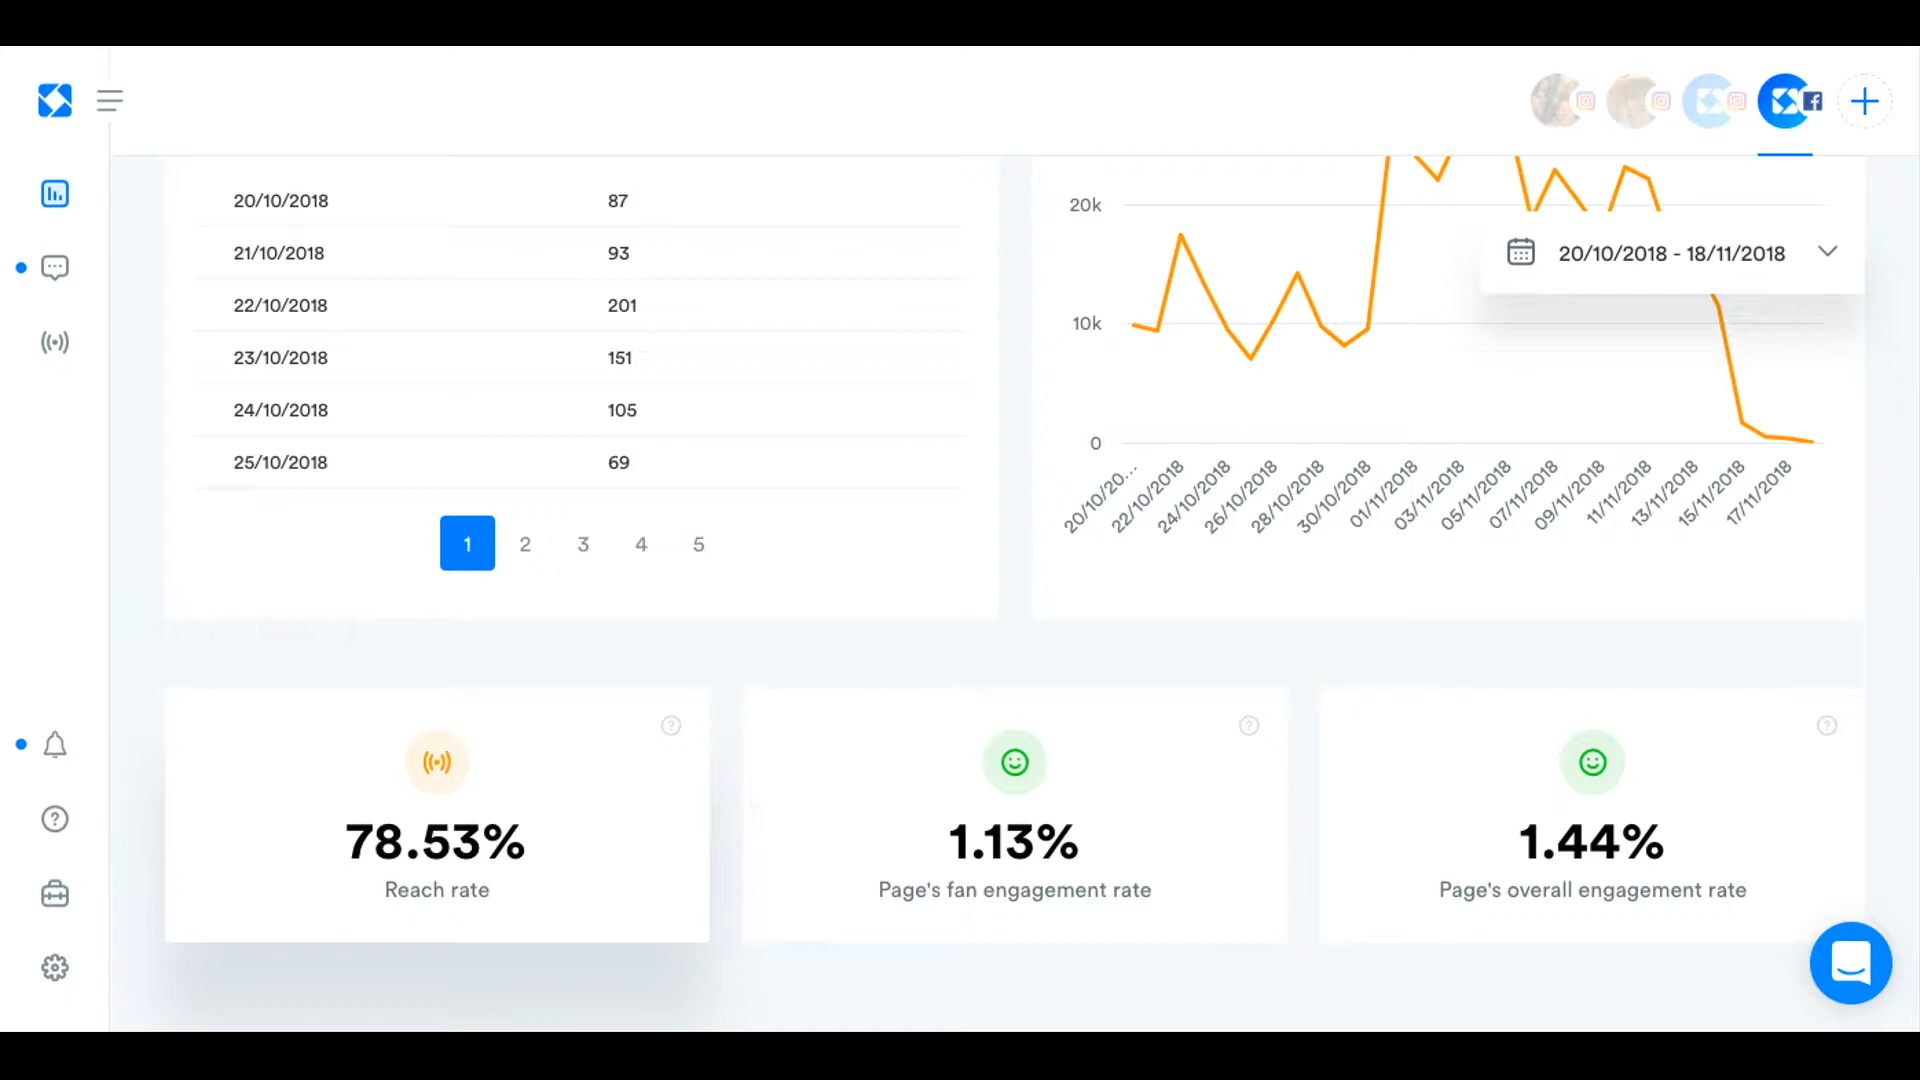 20/10/2018 87
21/10/2018 93
22/10/2018 201
23/10/2018 151
24/10/2018 105
25/10/2018 69
1 2 3 4 5
20k
10k
0
20/10/2018 - 18/11/2018
20/10/20... 22/10/2018 24/10/2018 26/10/2018 28/10/2018 30/10/2018 01/11/2018 03/11/2018 05/11/2018 07/11/2018 09/11/2018 11/11/2018 13/11/2018 15/11/2018 17/11/2018
78.53%
Reach rate
1.13%
Page's fan engagement rate
1.44%
Page's overall engagement rate